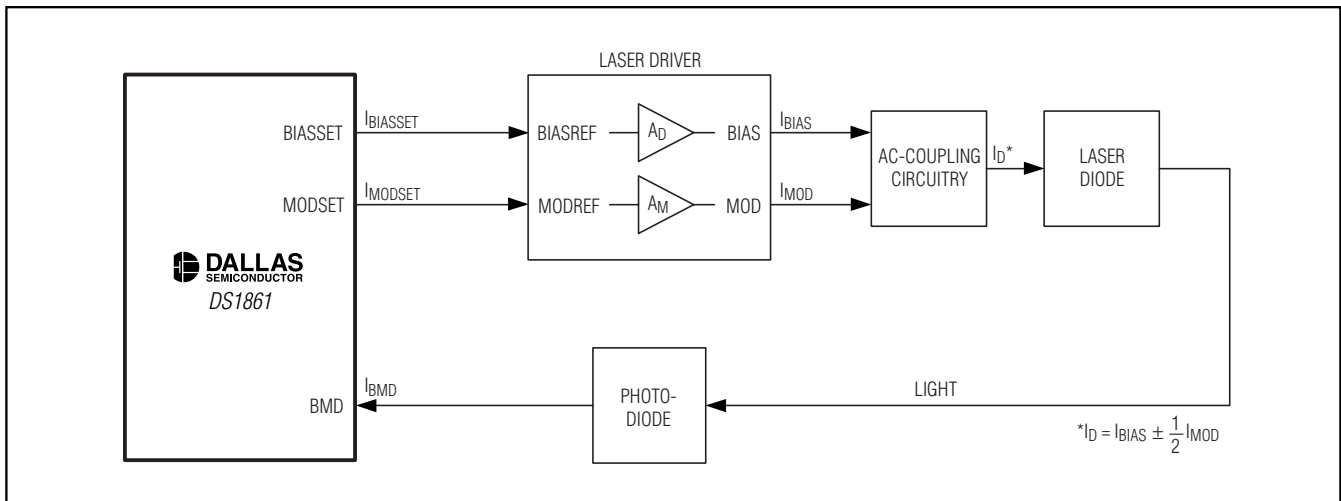 LASER DRIVER
BIASSET
IBIASSET
BIASREF
AD
BIAS
IBIAS
MODSET
IMODSET
MODREF
AM
MOD
IMOD
AC-COUPLING
CIRCUITRY
ID*
LASER
DIODE
DALLAS
SEMICONDUCTOR
DS1861
BMD
IBMD
PHOTO-
DIODE
LIGHT
*ID = IBIAS ± 1/2 IMOD